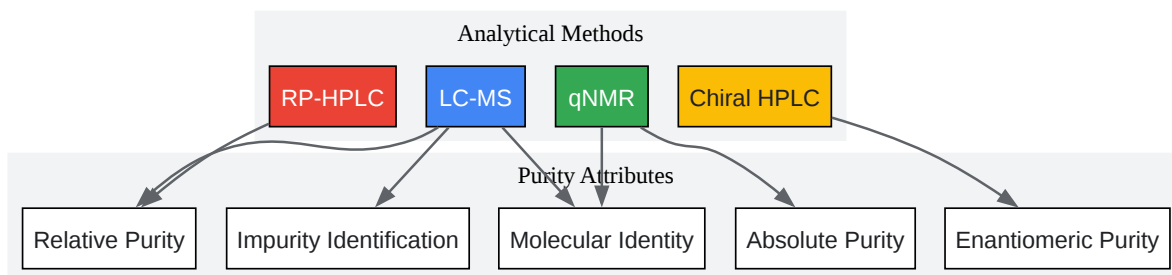 Analytical Methods
RP-HPLC
LC-MS
qNMR
Chiral HPLC
Purity Attributes
Relative Purity
Impurity Identification
Molecular Identity
Absolute Purity
Enantiomeric Purity